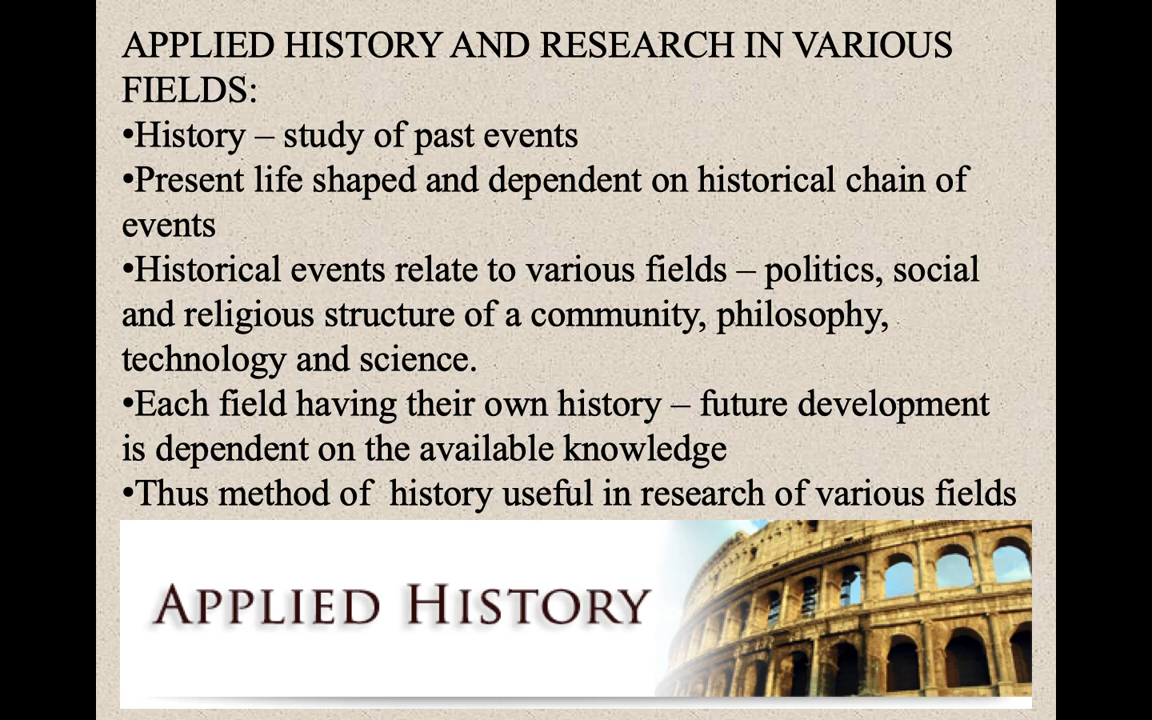 APPLIED HISTORY AND RESEARCH IN VARIOUS
FIELDS:
•History – study of past events
•Present life shaped and dependent on historical chain of
events
•Historical events relate to various fields – politics, social
and religious structure of a community, philosophy,
technology and science.
•Each field having their own history – future development
is dependent on the available knowledge
•Thus method of  history useful in research of various fields
APPLIED HISTORY